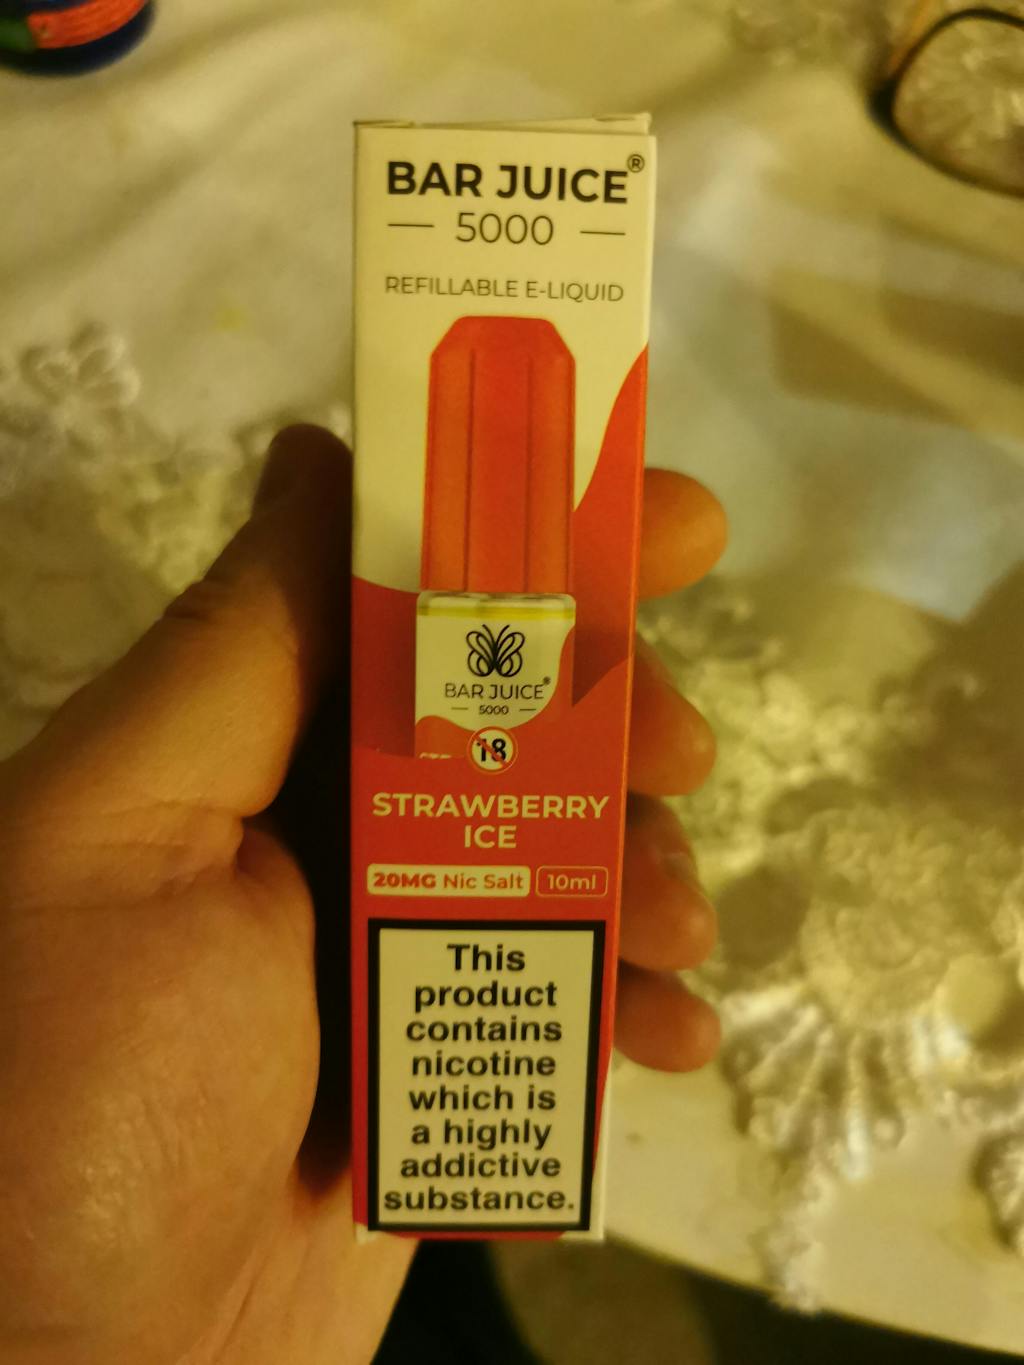 BAR JUICE®
5000
REFILLABLE E-LIQUID
BAR JUICE®
5000
18
STRAWBERRY
ICE
20MG Nic Salt 10ml
This
product
contains
nicotine
which is
a highly
addictive
substance.